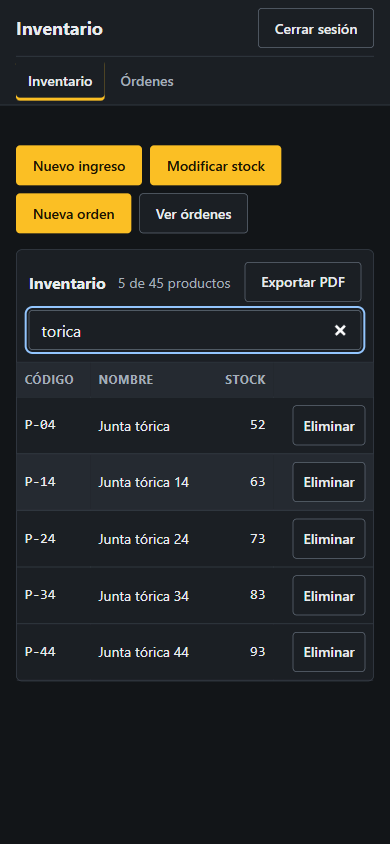 Inventario
Cerrar sesión
Inventario Órdenes
Nuevo ingreso Modificar stock
Nueva orden Ver órdenes
Inventario 5 de 45 productos Exportar PDF
torica
CÓDIGO NOMBRE STOCK
P-04 Junta tórica 52 Eliminar
P-14 Junta tórica 14 63 Eliminar
P-24 Junta tórica 24 73 Eliminar
P-34 Junta tórica 34 83 Eliminar
P-44 Junta tórica 44 93 Eliminar